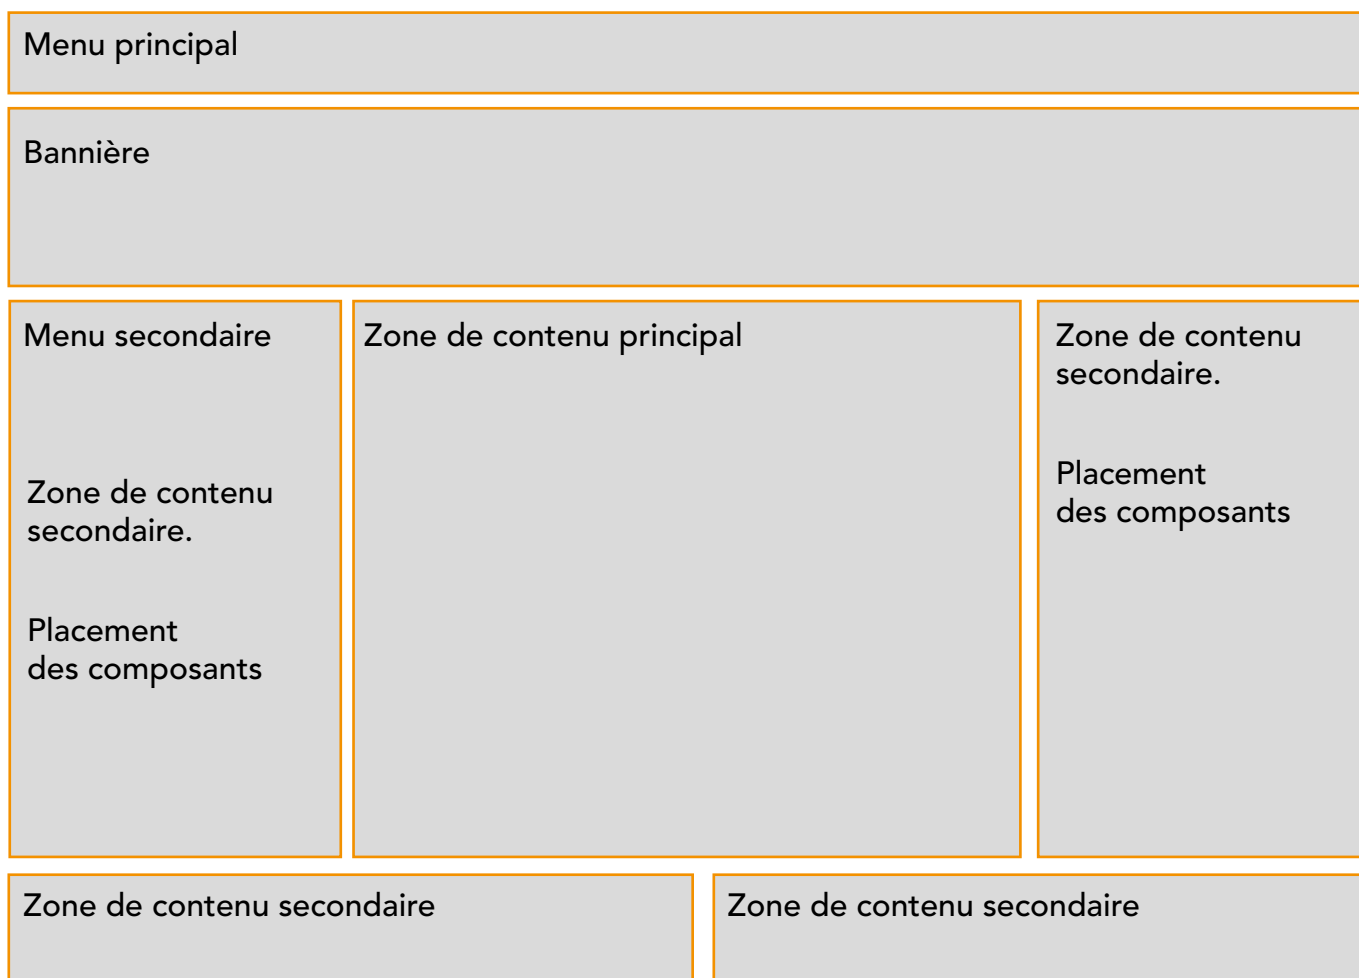 Menu principal
Bannière
Menu secondaire
Zone de contenu
secondaire.
Placement
des composants
Zone de contenu principal
Zone de contenu
secondaire.
Placement
des composants
Zone de contenu secondaire
Zone de contenu secondaire